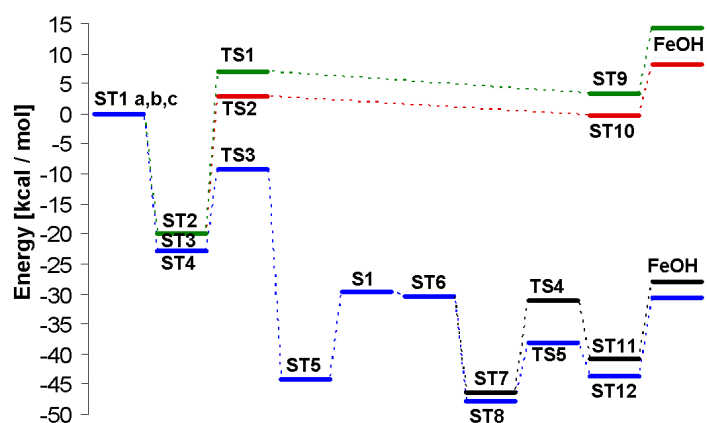 15
10
5
0
-5
-10
-15
-20
-25
-30
-35
-40
-45
-50
Energy [kcal / mol]
ST1 a,b,c
ST2
ST3
ST4
TS1
TS2
TS3
ST5
S1
ST6
ST7
ST8
TS4
TS5
ST9
ST10
FeOH
ST11
ST12
FeOH